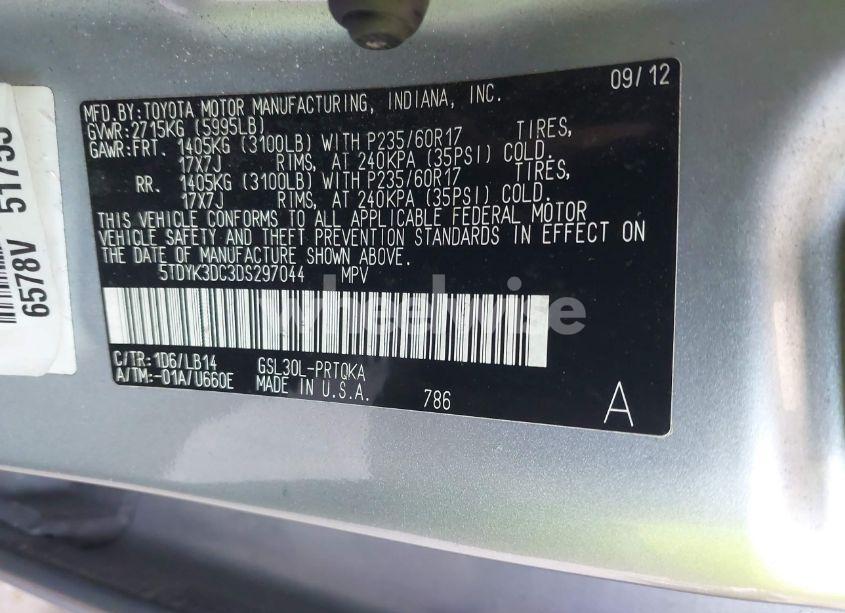 09/12
MFD.BY:TOYOTA MOTOR MANUFACTURING, INDIANA, INC.
GVWR:2715KG (5995LB)
GAWR:FRT. 1405KG (3100LB) WITH P235/60R17 TIRES,
17X7J RIMS, AT 240KPA (35PSI) COLD.
RR. 1405KG (3100LB) WITH P235/60R17 TIRES,
17X7J RIMS, AT 240KPA (35PSI) COLD.
THIS VEHICLE CONFORMS TO ALL APPLICABLE FEDERAL MOTOR
VEHICLE SAFETY AND THEFT PREVENTION STANDARDS IN EFFECT ON
THE DATE OF MANUFACTURE SHOWN ABOVE.
5TDYK3DC3DS297044 MPV
wheelwise
C/TR: 1D6/LB14 GSL30L-PRTQKA
A/TM:-01A/U660E MADE IN U.S.A. 786 A
6578V 51753